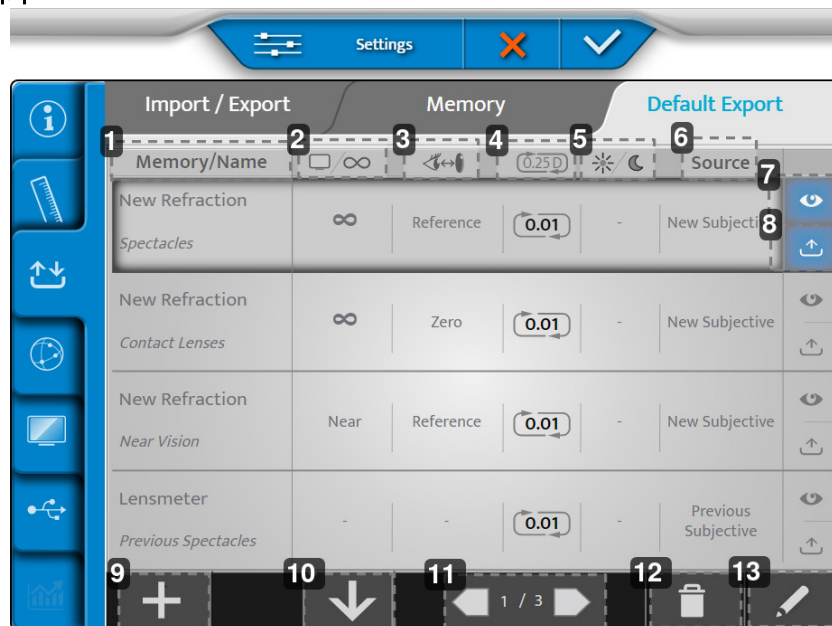 Settings
Import / Export Memory Default Export
1 2 3 4 5 6
Memory/Name 0.25 D Source
7
New Refraction
Spectacles
∞ Reference 0.01 - New Subjecti
8
New Refraction
Contact Lenses
∞ Zero 0.01 - New Subjective
New Refraction
Near Vision
Near Reference 0.01 - New Subjective
Lensmeter
Previous Spectacles
- - 0.01 - Previous
Subjective
9 10 11 12 13
1 / 3